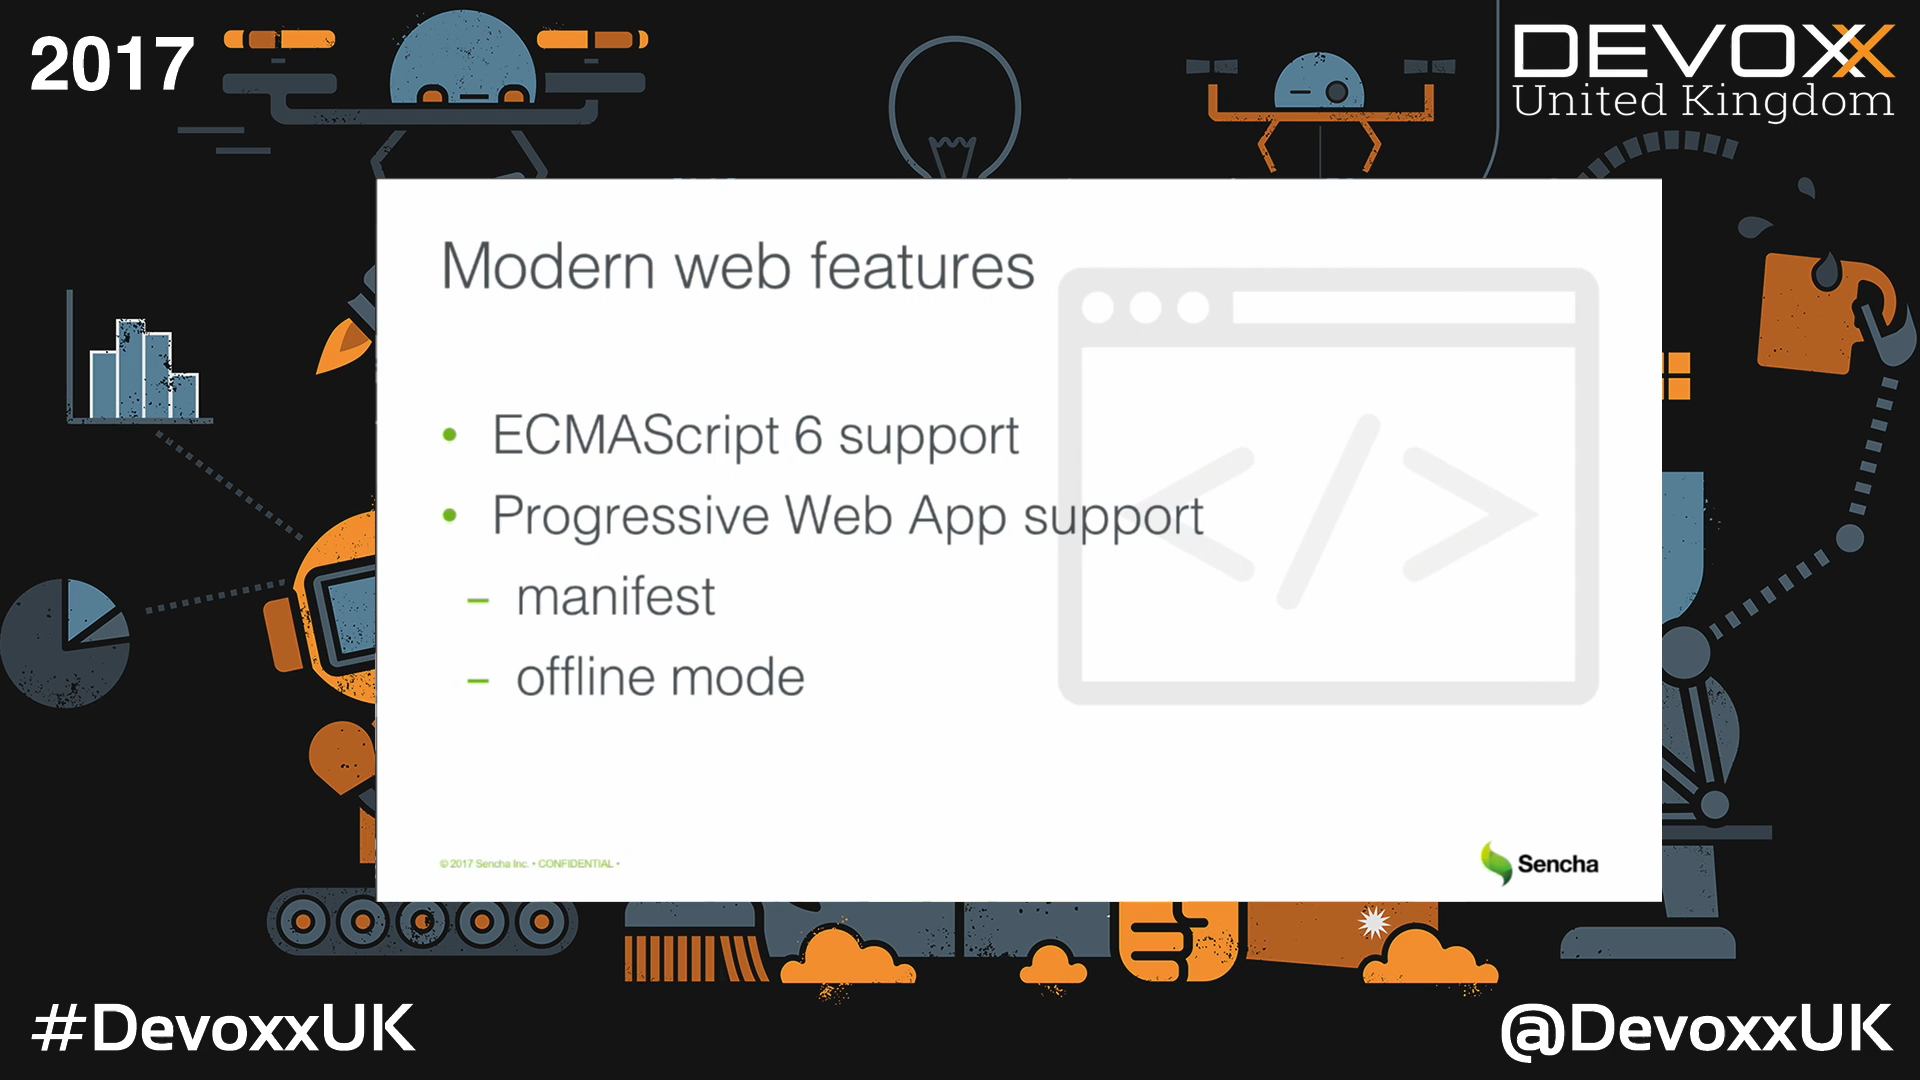 2017
DEVOXX
United Kingdom
Modern web features
• ECMAScript 6 support
• Progressive Web App support
– manifest
– offline mode
© 2017 Sencha Inc. • CONFIDENTIAL •
Sencha
#DevoxxUK
@DevoxxUK